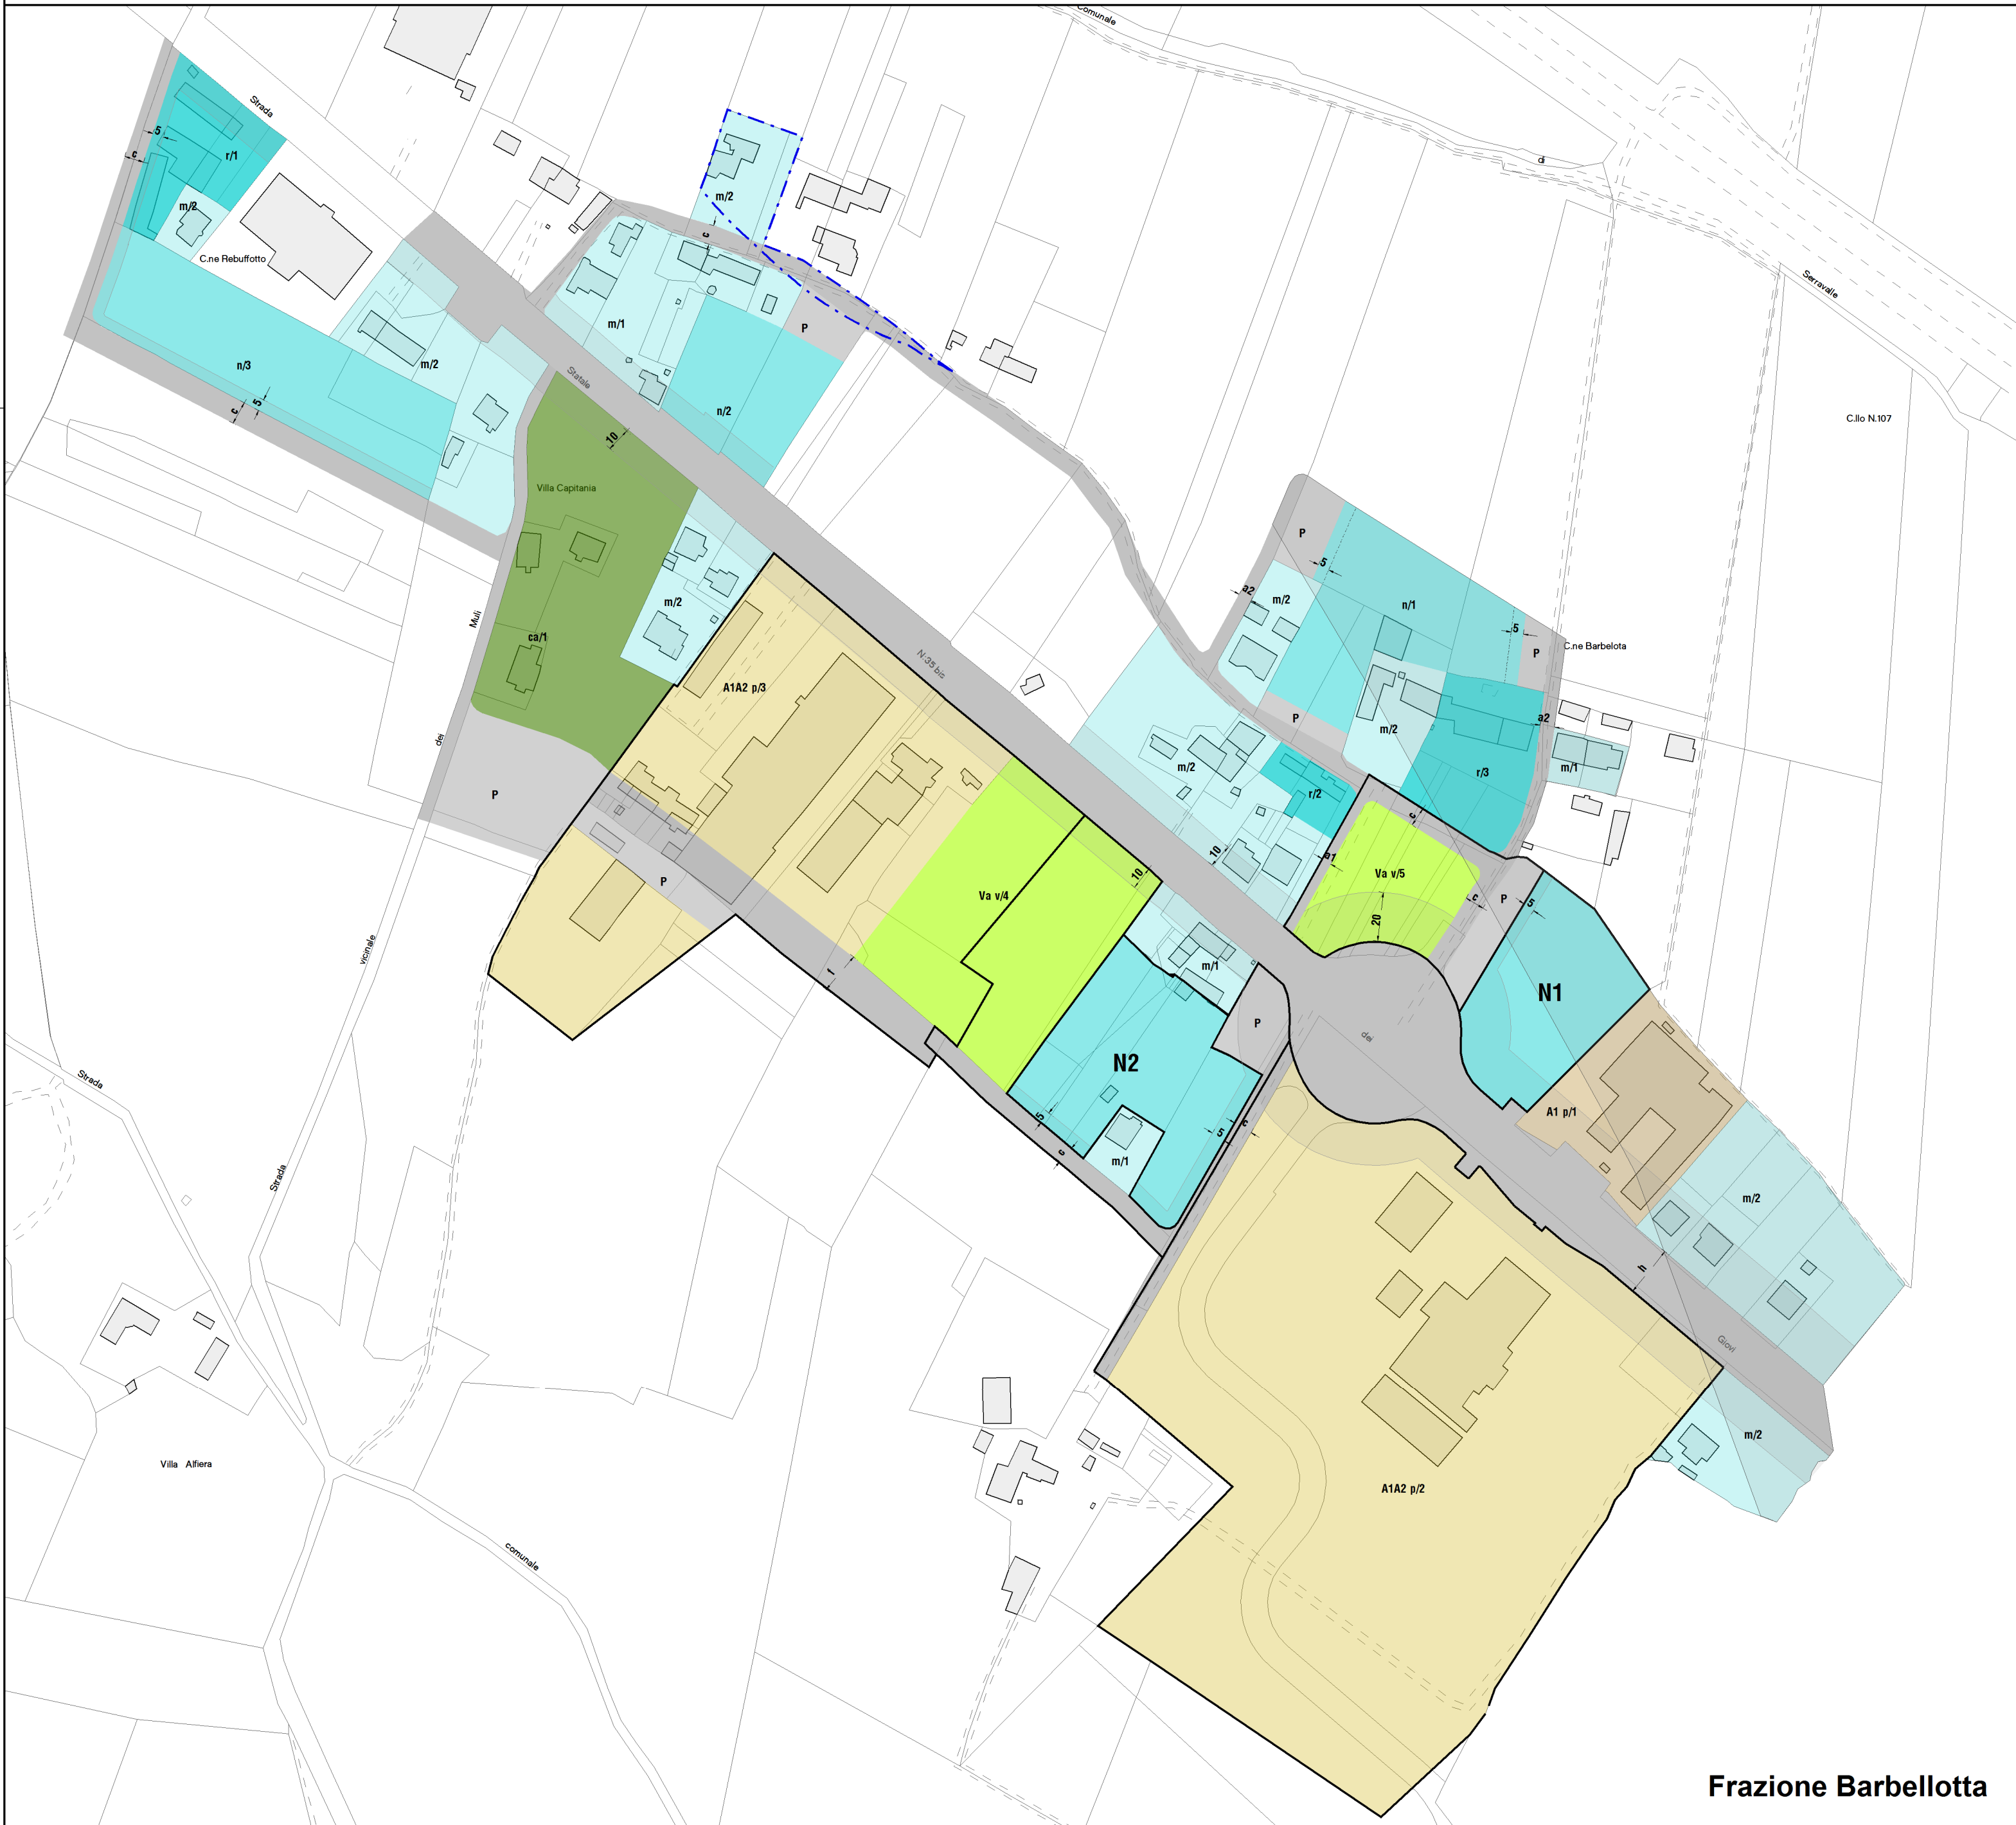 Comunale
Strada
di
5
c
r/1
m/2
m/2
C.ne Rebuffotto
c
Serravalle
m/1
P
n/3
m/2
Statale
n/2
5
c
10
C.llo N.107
Villa Capitania
P
5
a2
m/2
n/1
5
m/2
Muli
ca/1
C.ne Barbelota
P
N-35 bis
A1A2 p/3
dei
P
a2
m/2
m/2
m/1
r/3
P
r/2
c
10
a1
Va v/5
P
10
Va v/4
c
P
5
20
vicinale
f
m/1
N1
P
dei
N2
Strada
A1 p/1
5
5
c
c
m/1
Strada
m/2
h
Giovi
m/2
Villa Alfiera
A1A2 p/2
comunale
Frazione Barbellotta